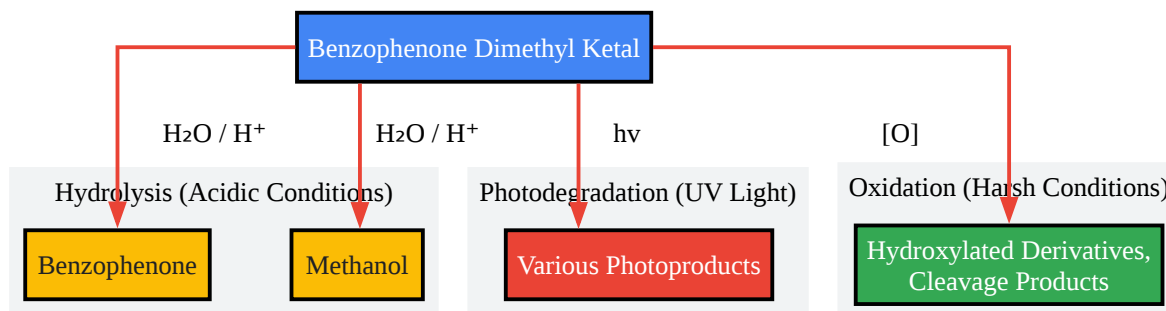 Benzophenone Dimethyl Ketal
H₂O / H⁺
H₂O / H⁺
hν
[O]
Hydrolysis (Acidic Conditions)
Photodegradation (UV Light)
Oxidation (Harsh Conditions)
Benzophenone
Methanol
Various Photoproducts
Hydroxylated Derivatives,
Cleavage Products